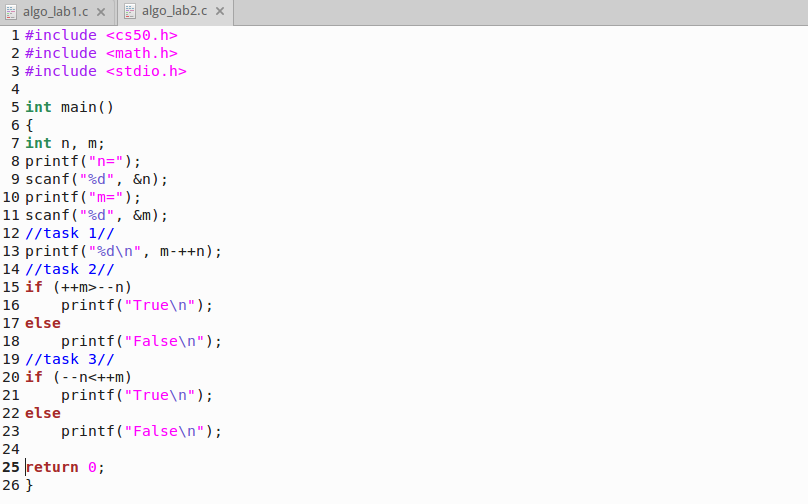 algo_lab1.c × algo_lab2.c ×
1 #include <cs50.h>
2 #include <math.h>
3 #include <stdio.h>
4
5 int main()
6 {
7 int n, m;
8 printf("n=");
9 scanf("%d", &n);
10 printf("m=");
11 scanf("%d", &m);
12 //task 1//
13 printf("%d\n", m-++n);
14 //task 2//
15 if (++m>--n)
16     printf("True\n");
17 else
18     printf("False\n");
19 //task 3//
20 if (--n<++m)
21     printf("True\n");
22 else
23     printf("False\n");
24
25 return 0;
26 }